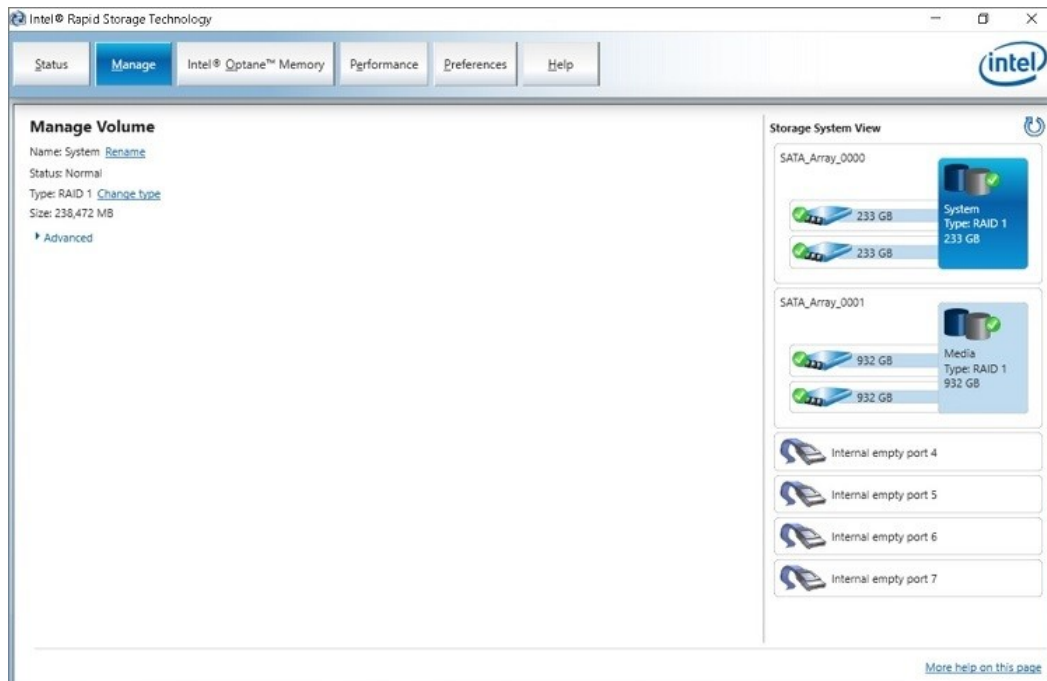 Intel® Rapid Storage Technology
Status
Manage
Intel® Optane™ Memory
Performance
Preferences
Help
intel
Manage Volume
Name: System Rename
Status: Normal
Type: RAID 1 Change type
Size: 238,472 MB
Advanced
Storage System View
SATA_Array_0000
233 GB
233 GB
System
Type: RAID 1
233 GB
SATA_Array_0001
932 GB
932 GB
Media
Type: RAID 1
932 GB
Internal empty port 4
Internal empty port 5
Internal empty port 6
Internal empty port 7
More help on this page